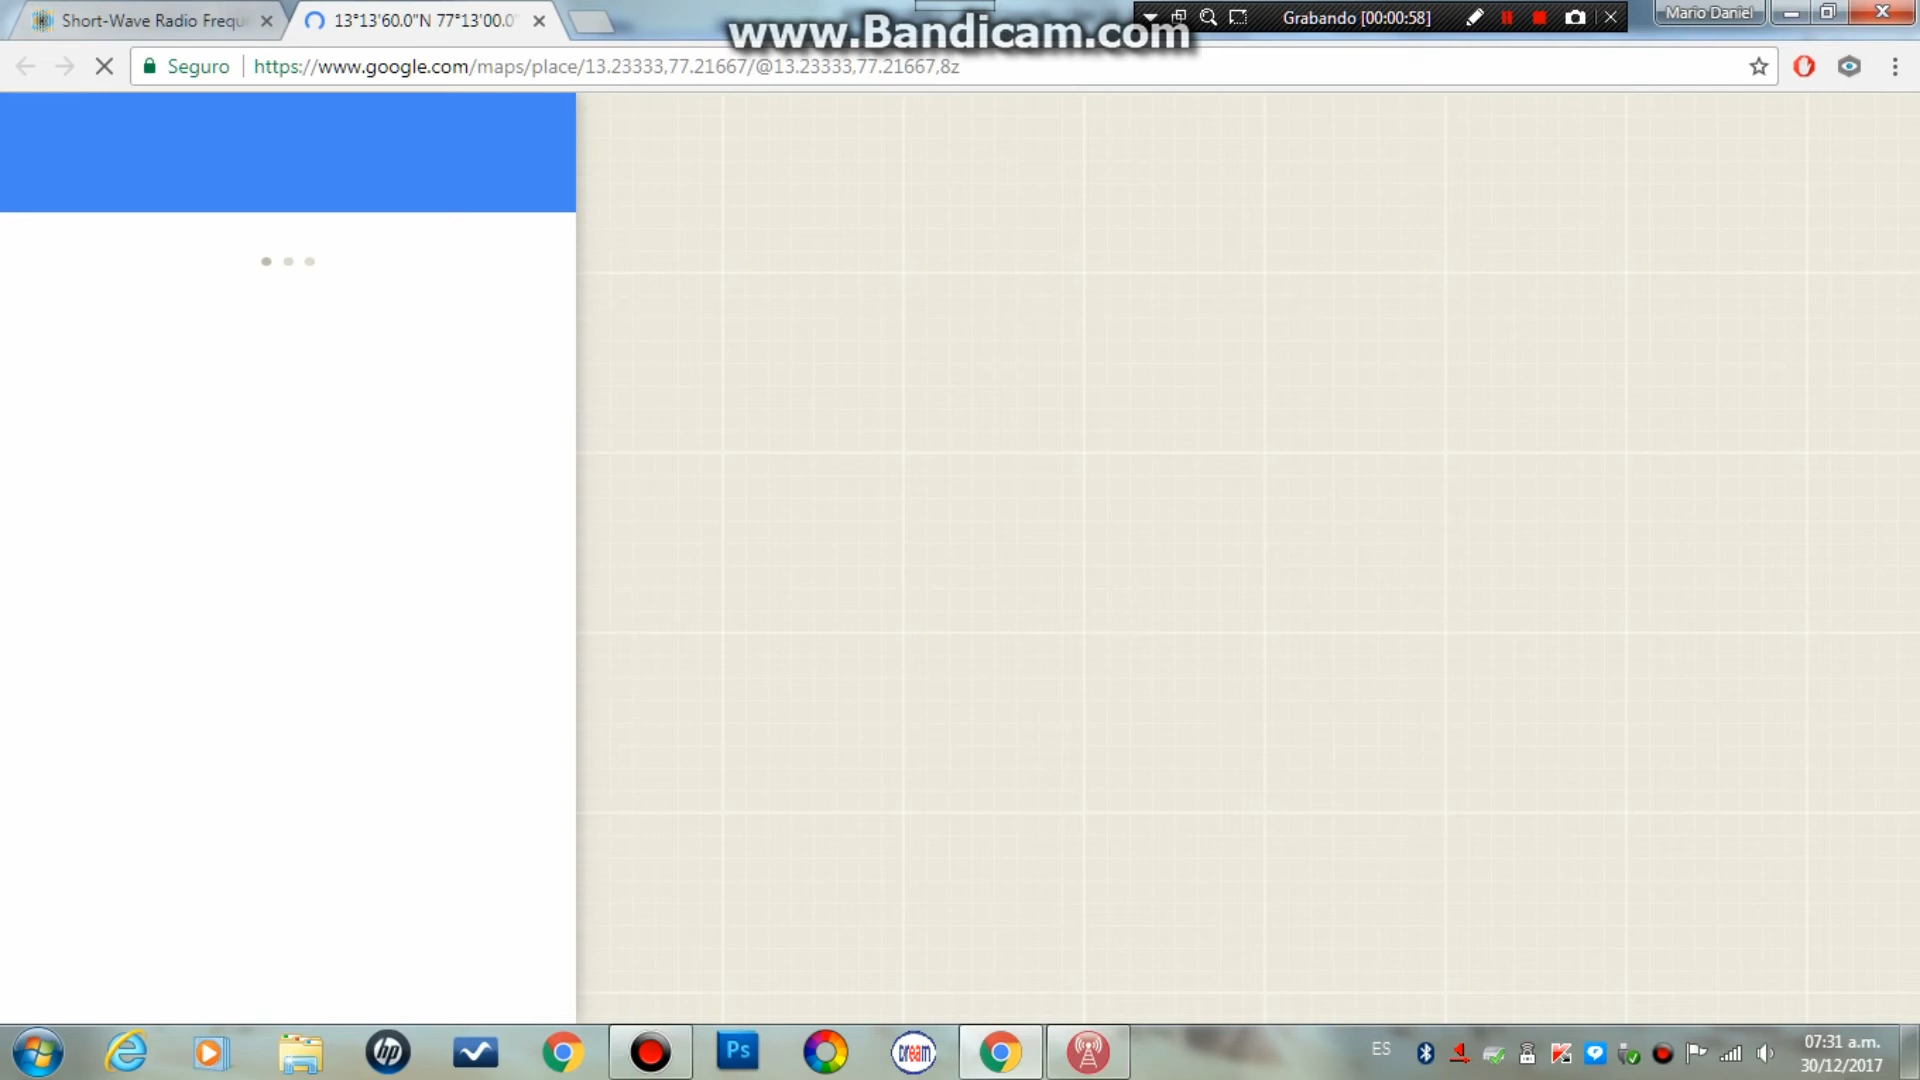 Short-Wave Radio Frequ
13°13'60.0"N 77°13'00.0"
www.Bandicam.com
Grabando [00:00:58]
Mario Daniel
Seguro
https://www.google.com/maps/place/13.23333,77.21667/@13.23333,77.21667,8z
hp
Ps
cream
ES
07:31 a.m.
30/12/2017